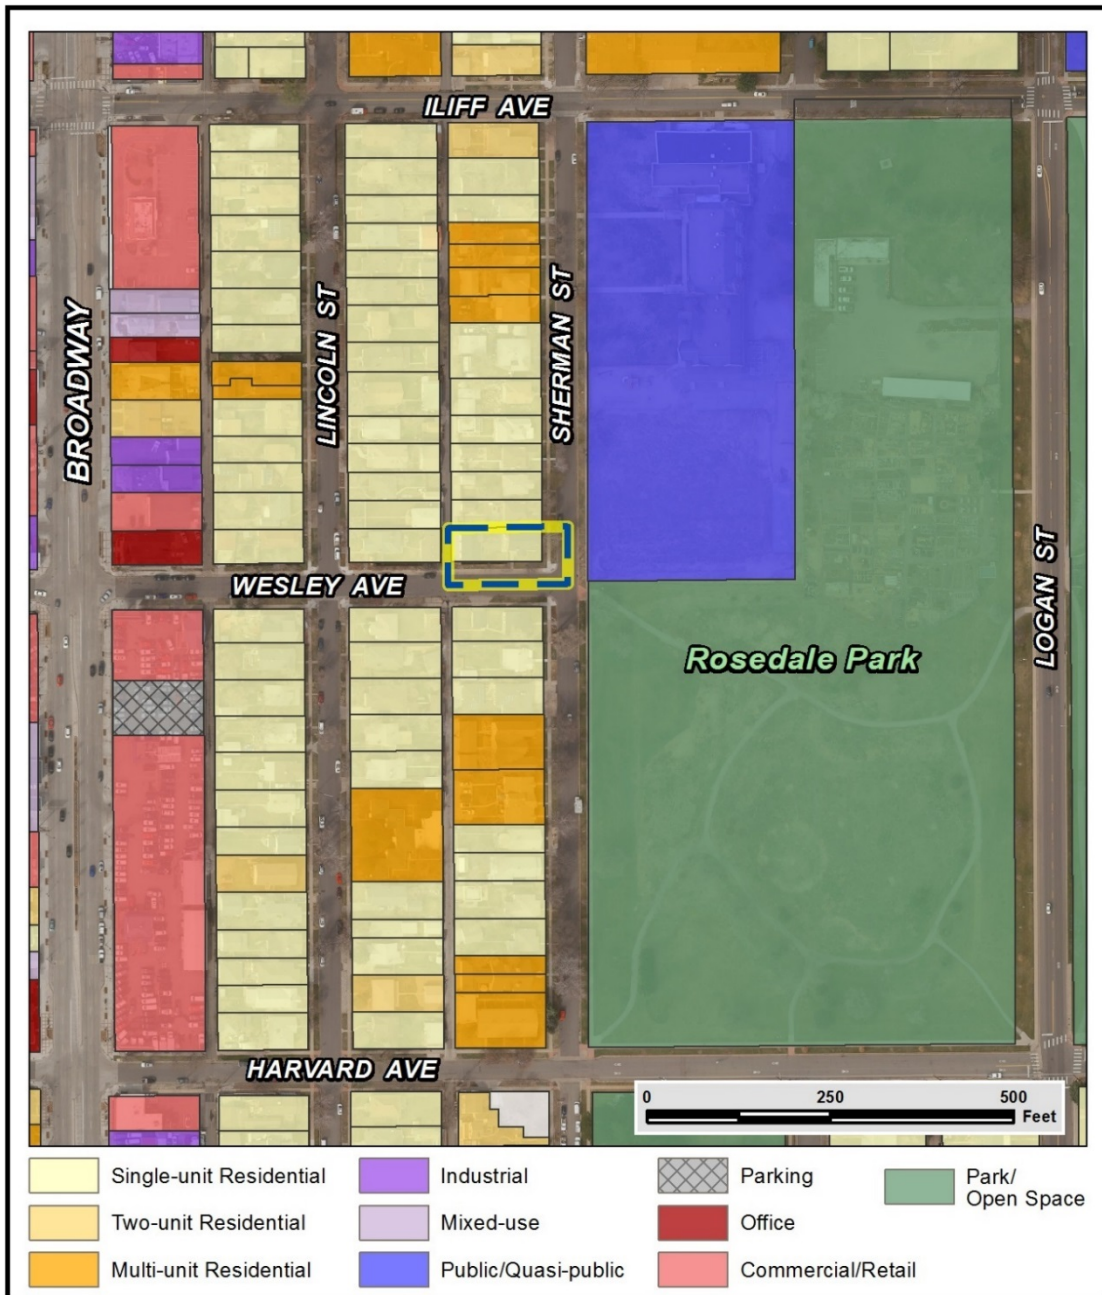 ILIFF AVE
BROADWAY
LINCOLN ST
SHERMAN ST
WESLEY AVE
Rosedale Park
LOGAN ST
HARVARD AVE
0 250 500
Feet
Single-unit Residential
Two-unit Residential
Multi-unit Residential
Industrial
Mixed-use
Public/Quasi-public
Parking
Office
Commercial/Retail
Park/
Open Space